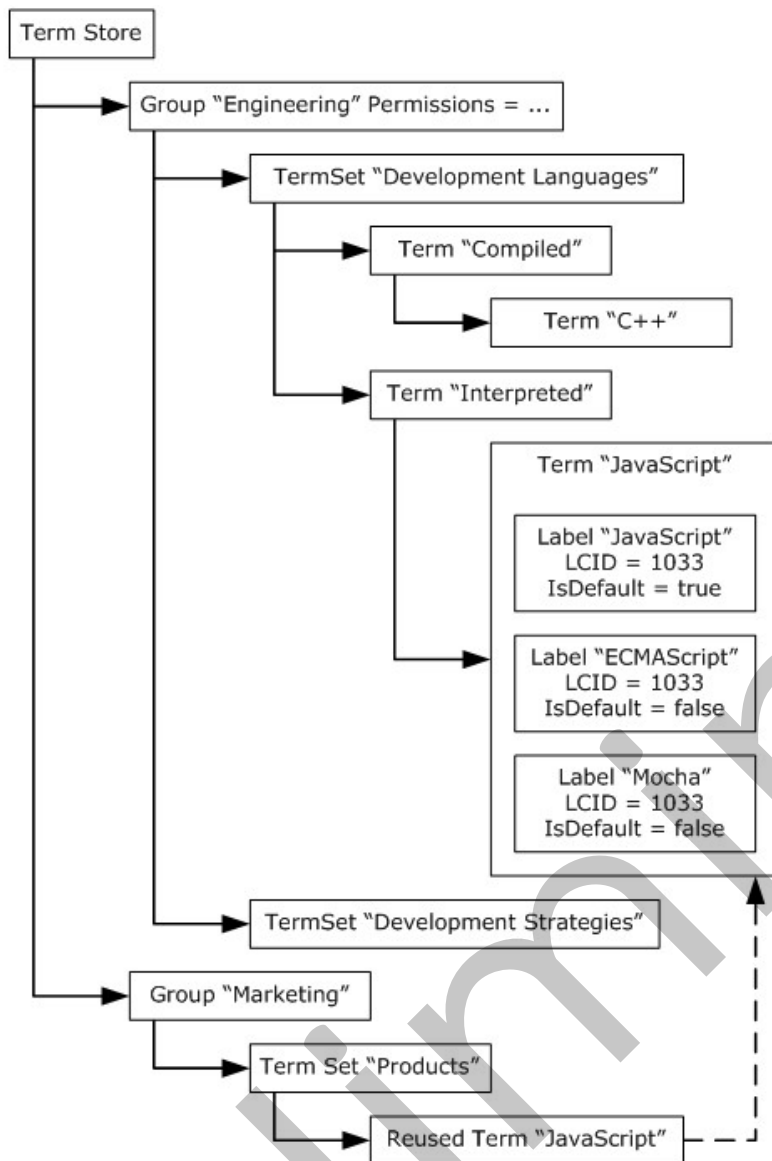 Term Store
Group “Engineering” Permissions = ...
TermSet “Development Languages”
Term “Compiled”
Term “C++”
Term “Interpreted”
Term “JavaScript”
Label “JavaScript”
LCID = 1033
IsDefault = true
Label “ECMAScript”
LCID = 1033
IsDefault = false
Label “Mocha”
LCID = 1033
IsDefault = false
TermSet “Development Strategies”
Group “Marketing”
Term Set “Products”
Reused Term “JavaScript”